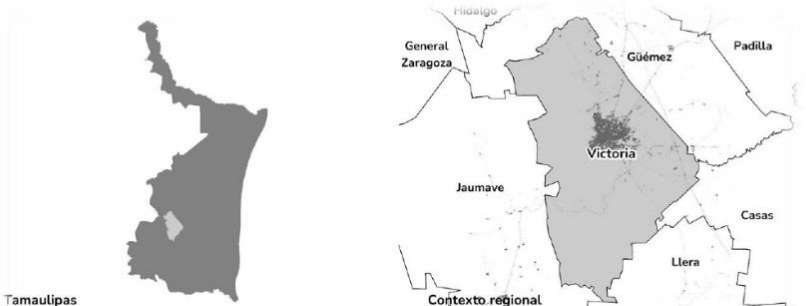 Hidalgo
General
Zaragoza
Güémez
Padilla
Victoria
Jaumave
Casas
Llera
Tamaulipas
Contexto regional